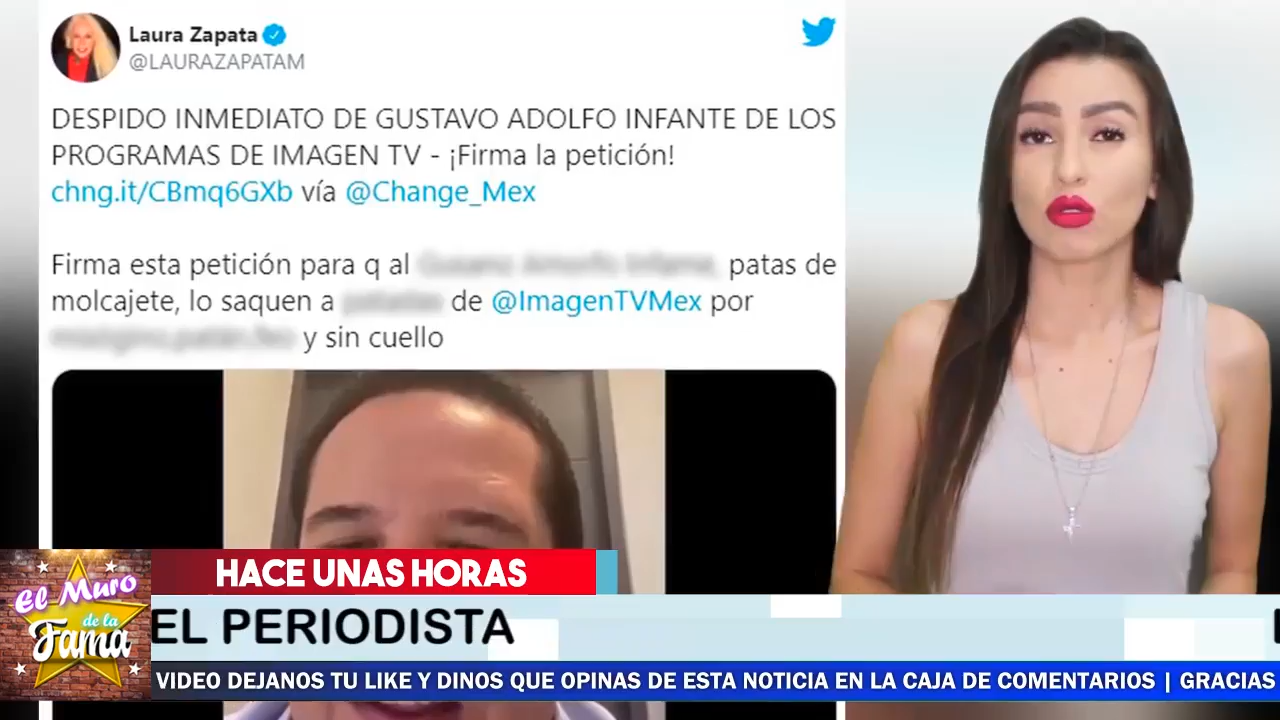 Laura Zapata
@LAURAZAPATAM
DESPIDO INMEDIATO DE GUSTAVO ADOLFO INFANTE DE LOS
PROGRAMAS DE IMAGEN TV - ¡Firma la petición!
chng.it/CBmq6GXb vía @Change_Mex
Firma esta petición para q al patas de
molcajete, lo saquen a de @ImagenTVMex por
y sin cuello
HACE UNAS HORAS
El Muro
de la
Fama
EL PERIODISTA
VIDEO DEJANOS TU LIKE Y DINOS QUE OPINAS DE ESTA NOTICIA EN LA CAJA DE COMENTARIOS | GRACIAS